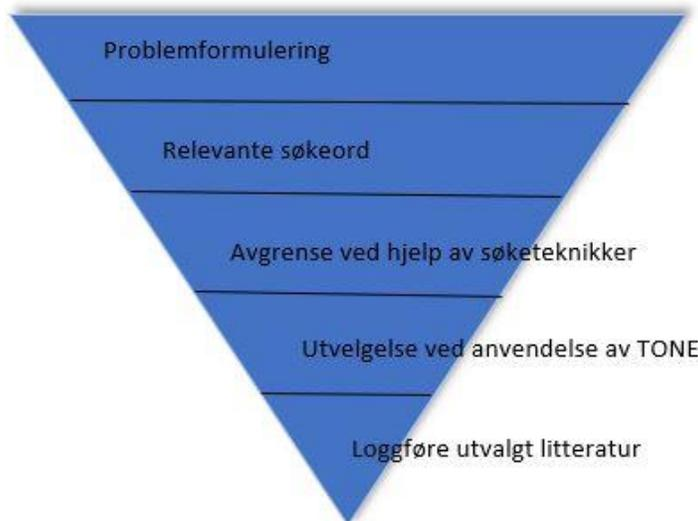 Problemformulering
Relevante søkeord
Avgrense ved hjelp av søketeknikker
Utvelgelse ved anvendelse av TONE
Loggføre utvalgt litteratur